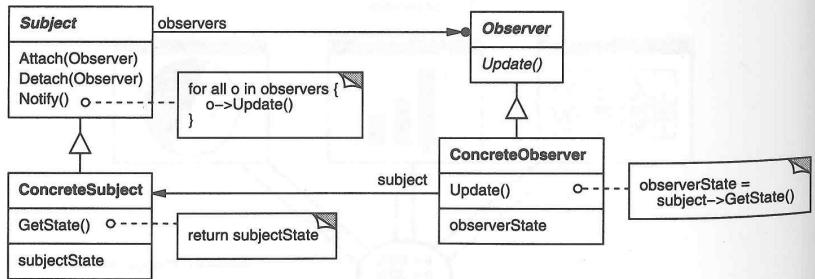 Subject
observers
Observer
Attach(Observer)
Detach(Observer)
Notify()
for all o in observers {
o->Update()
}
Update()
ConcreteSubject
GetState()
subjectState
return subjectState
subject
ConcreteObserver
Update()
observerState
observerState =
subject->GetState()